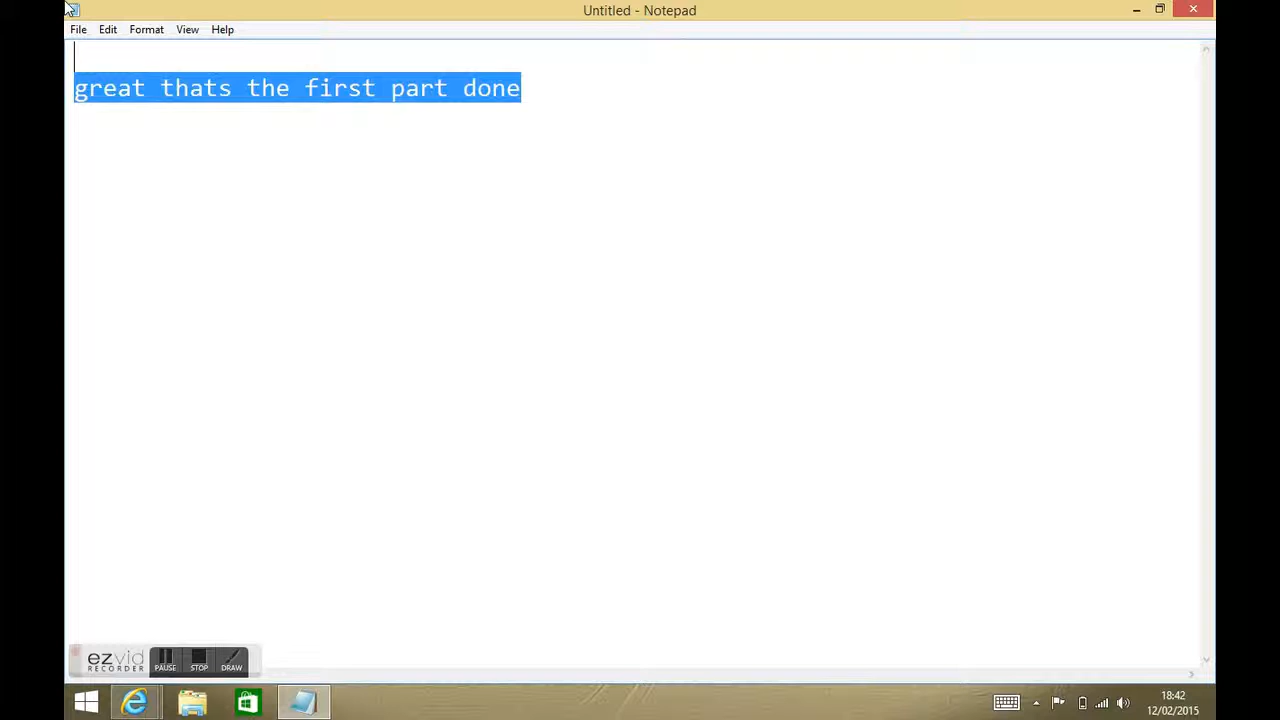 Untitled - Notepad
File Edit Format View Help
great thats the first part done
ezvid
RECORDER
PAUSE STOP DRAW
18:42
12/02/2015